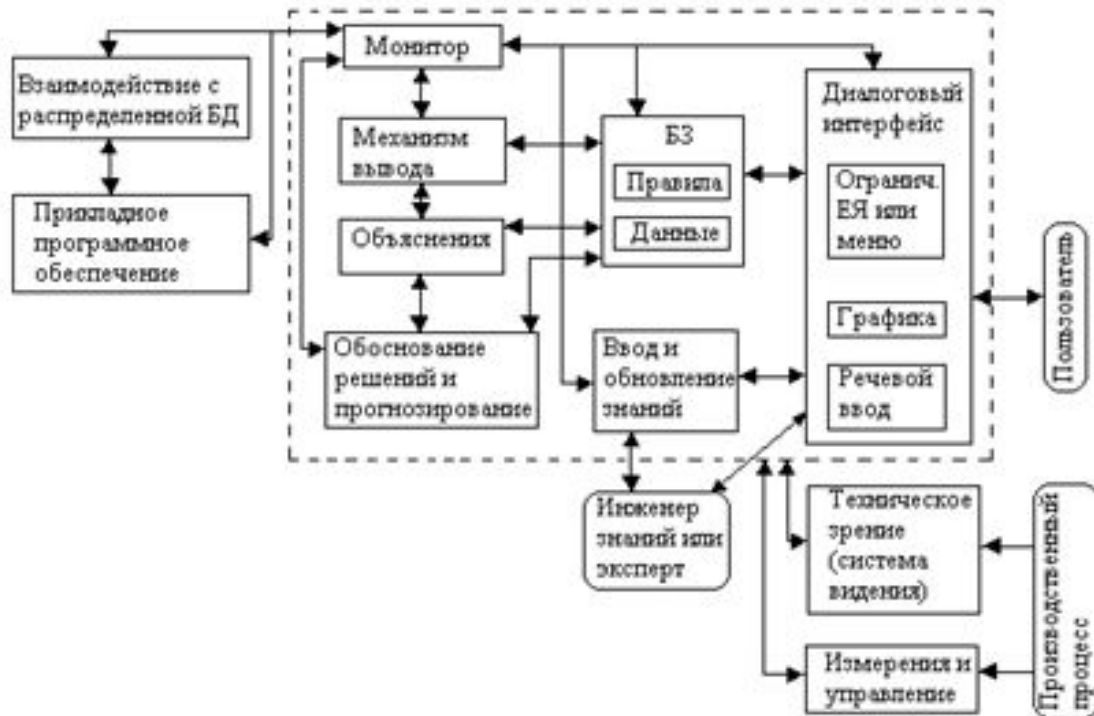 Монитор
Взаимодействие с
распределенной БД
Прикладное
программное
обеспечение
Механизм
вывода
Объяснения
Обоснование
решений и
прогнозирование
БЗ
Правила
Данные
Ввод и
обновление
знаний
Диалоговый
интерфейс
Огранич.
ЕЯ или
меню
Графика
Речевой
ввод
Пользователь
Инженер
знаний или
эксперт
Техническое
зрение
(система
видения)
Измерения и
управление
Производственный
процесс